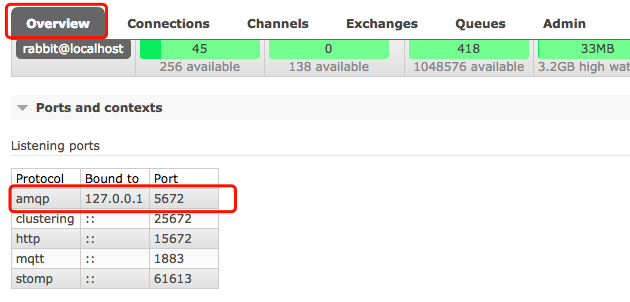 Overview Connections Channels Exchanges Queues Admin
rabbit@localhost 45 0 418 33MB
256 available 138 available 1048576 available 3.2GB high wat
Ports and contexts
Listening ports
Protocol Bound to Port
amqp 127.0.0.1 5672
clustering :: 25672
http :: 15672
mqtt :: 1883
stomp :: 61613